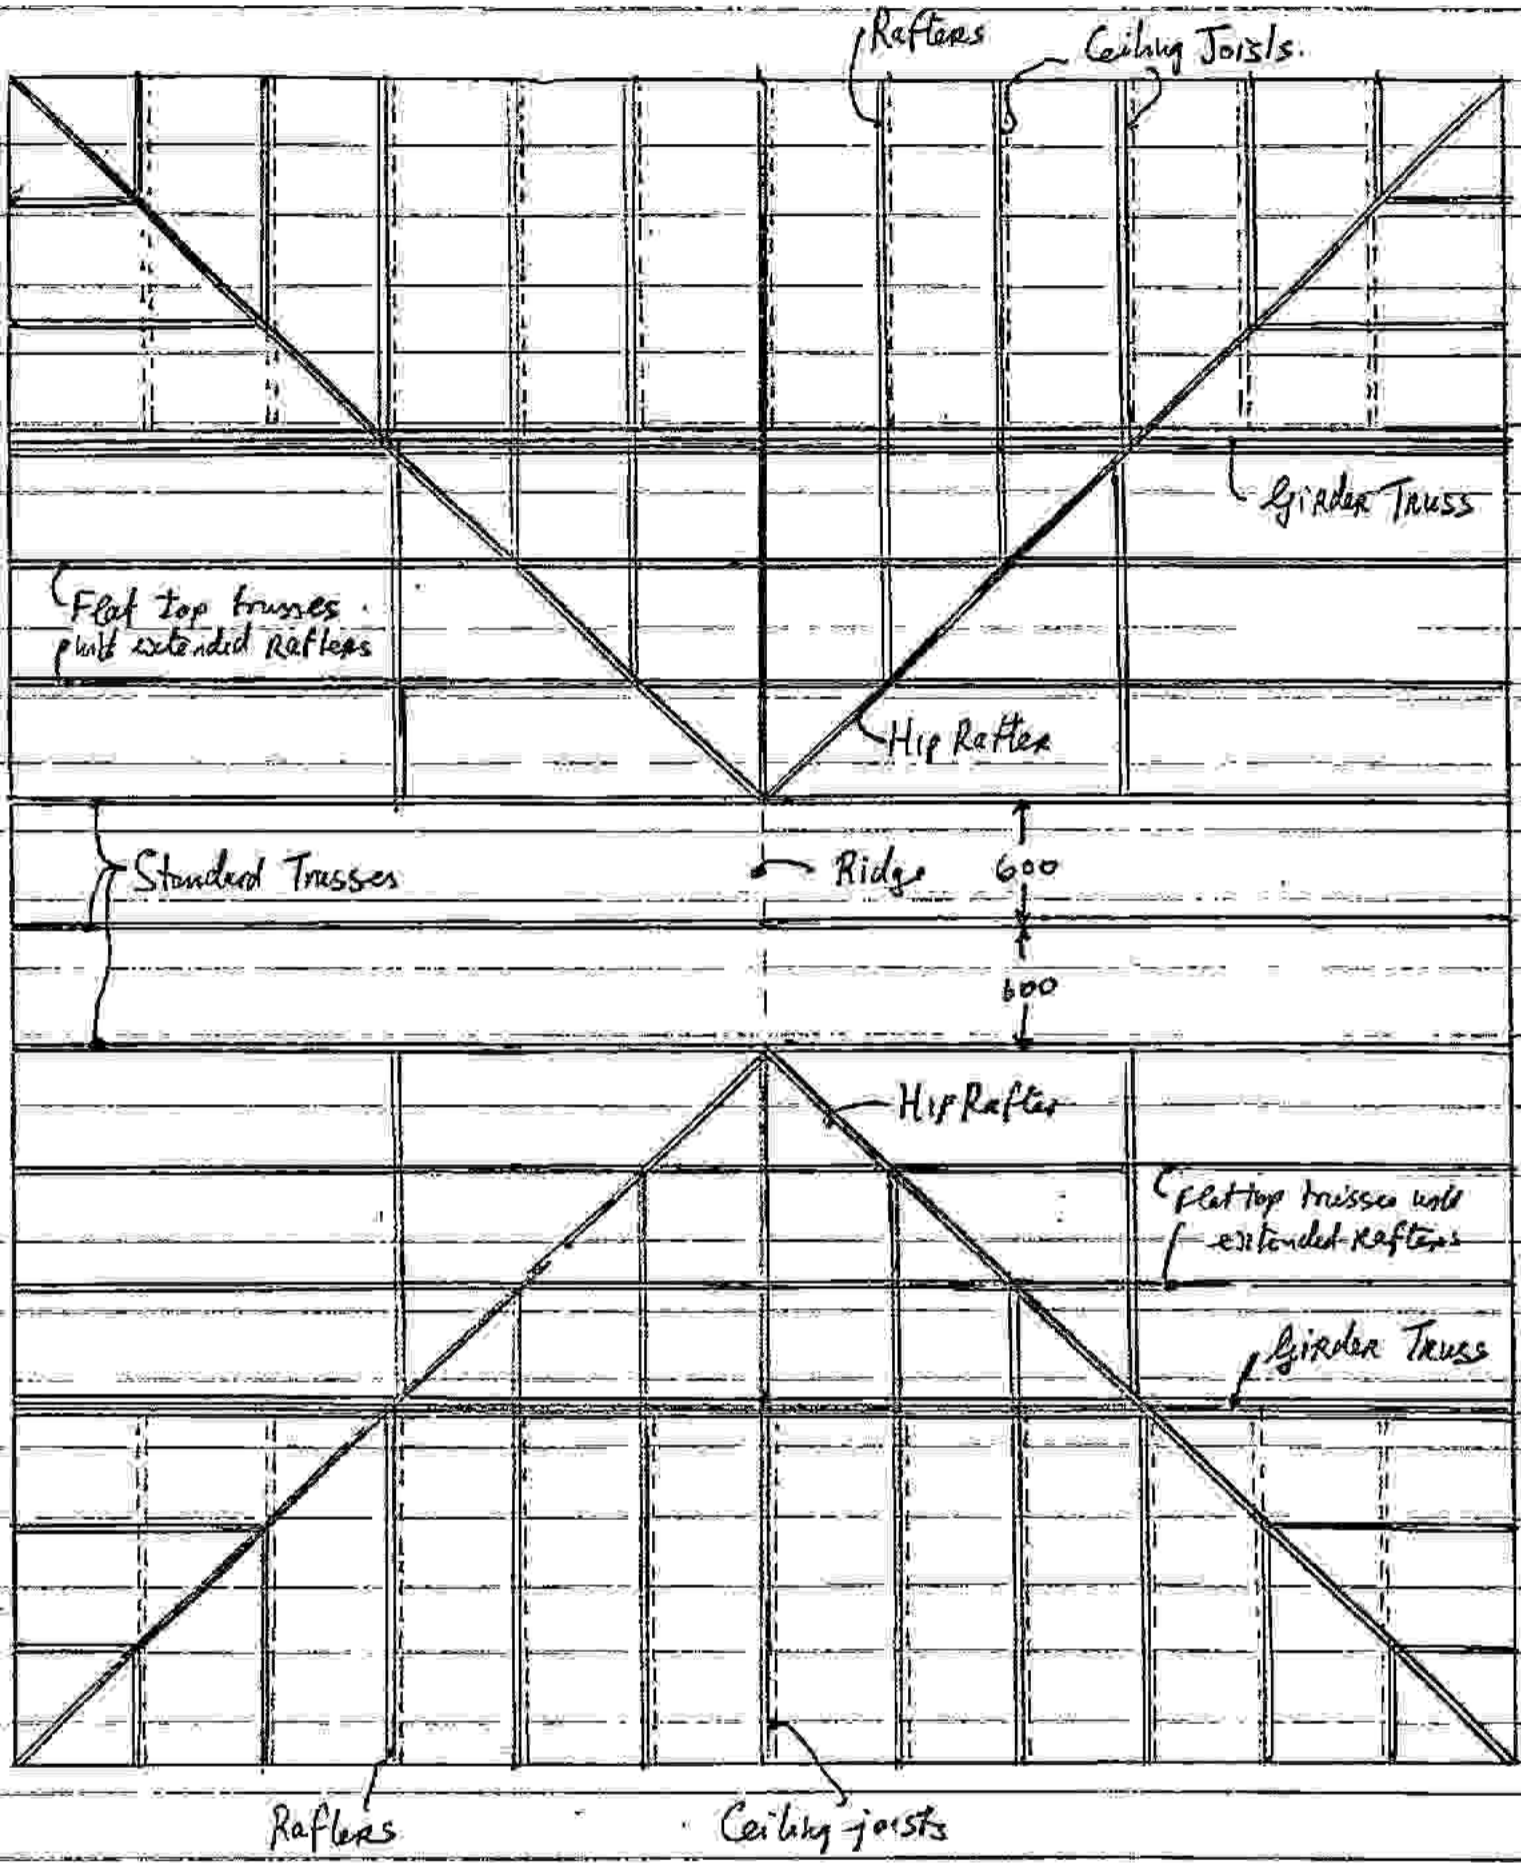 Rafters
Ceiling Joists.
Girder Truss
Flat top trusses
with extended Rafters
Hip Rafter
Standard Trusses
Ridge
600
600
Hip Rafter
Flat top trusses with
extended Rafters
Girder Truss
Rafters
Ceiling joists